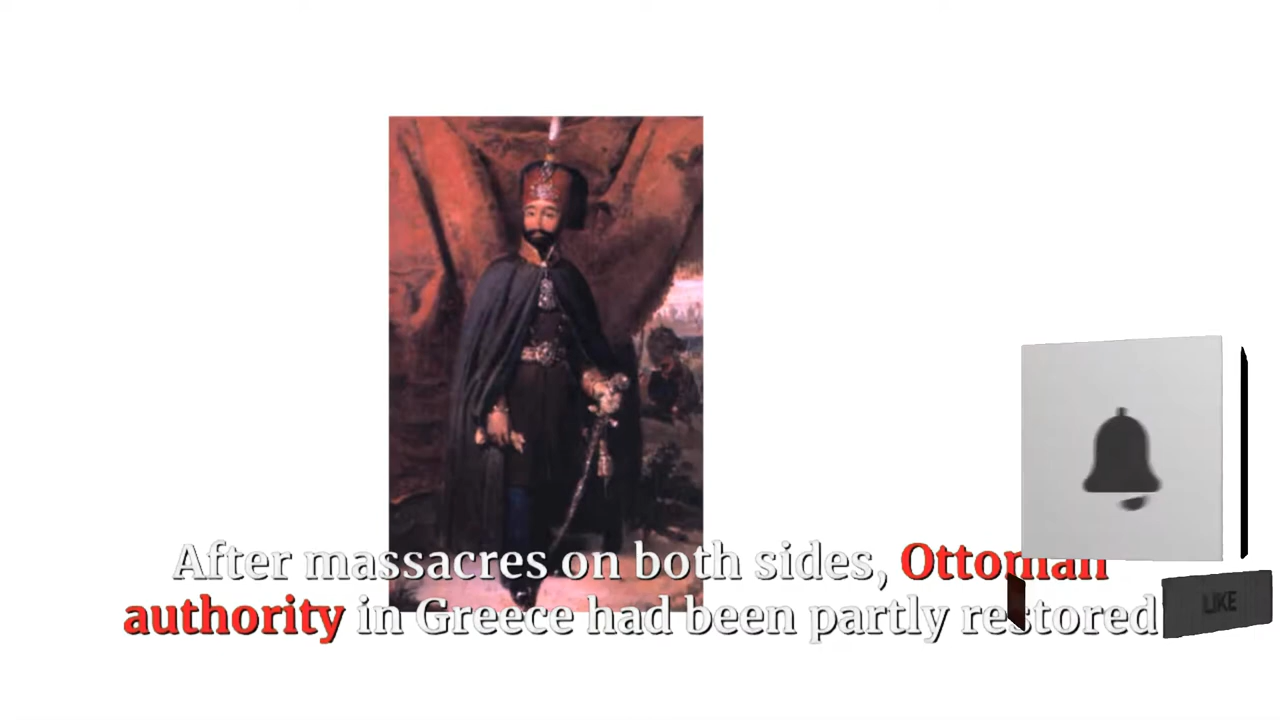 After massacres on both sides, Ottoman
authority in Greece had been partly restored
LIKE